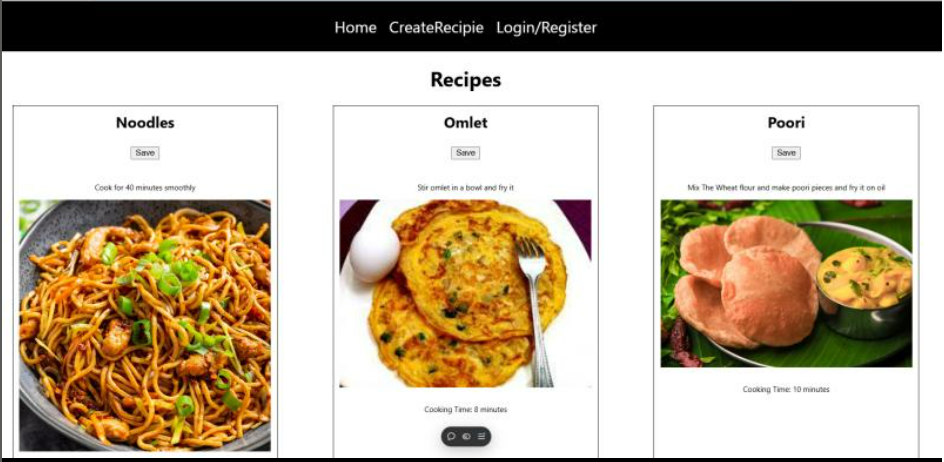 Home CreateRecipie Login/Register
Recipes
Noodles
Save
Cook for 40 minutes smoothly
Omlet
Save
Stir omlet in a bowl and fry it
Cooking Time: 8 minutes
Poori
Save
Mix The Wheat flour and make poori pieces and fry it on oil
Cooking Time: 10 minutes